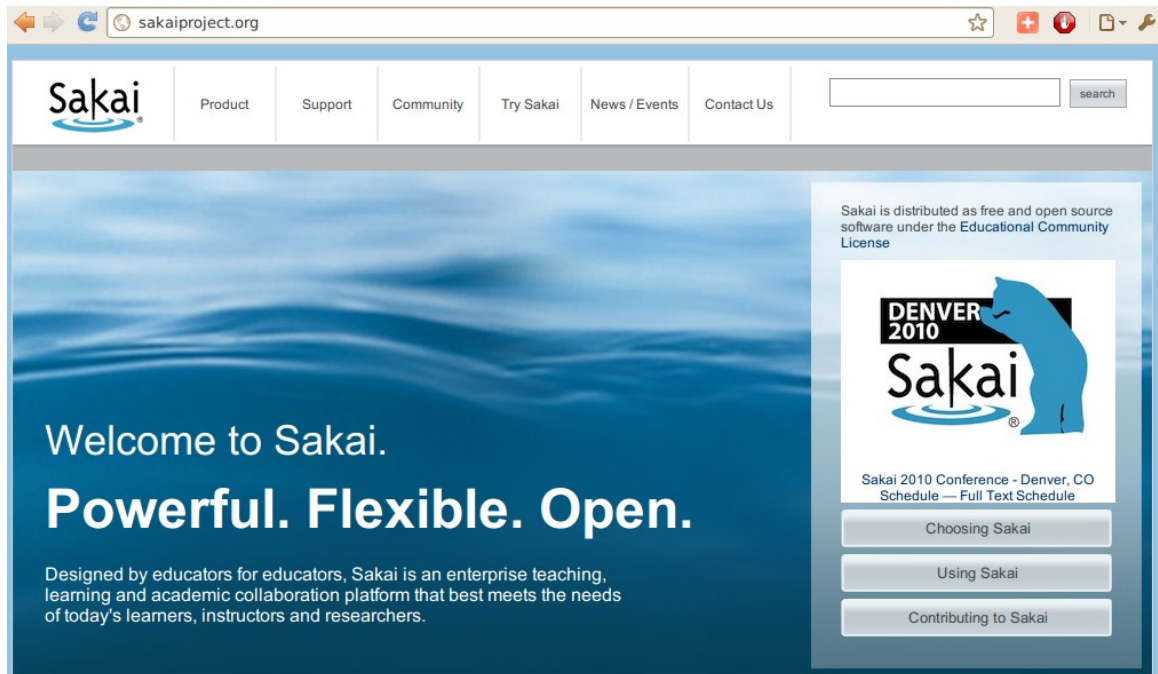 sakaiproject.org
Sakai
®
Product
Support
Community
Try Sakai
News / Events
Contact Us
search
Sakai is distributed as free and open source
software under the Educational Community
License
DENVER
2010
Sakai
®
Sakai 2010 Conference - Denver, CO
Schedule — Full Text Schedule
Choosing Sakai
Using Sakai
Contributing to Sakai
Welcome to Sakai.
Powerful. Flexible. Open.
Designed by educators for educators, Sakai is an enterprise teaching,
learning and academic collaboration platform that best meets the needs
of today's learners, instructors and researchers.